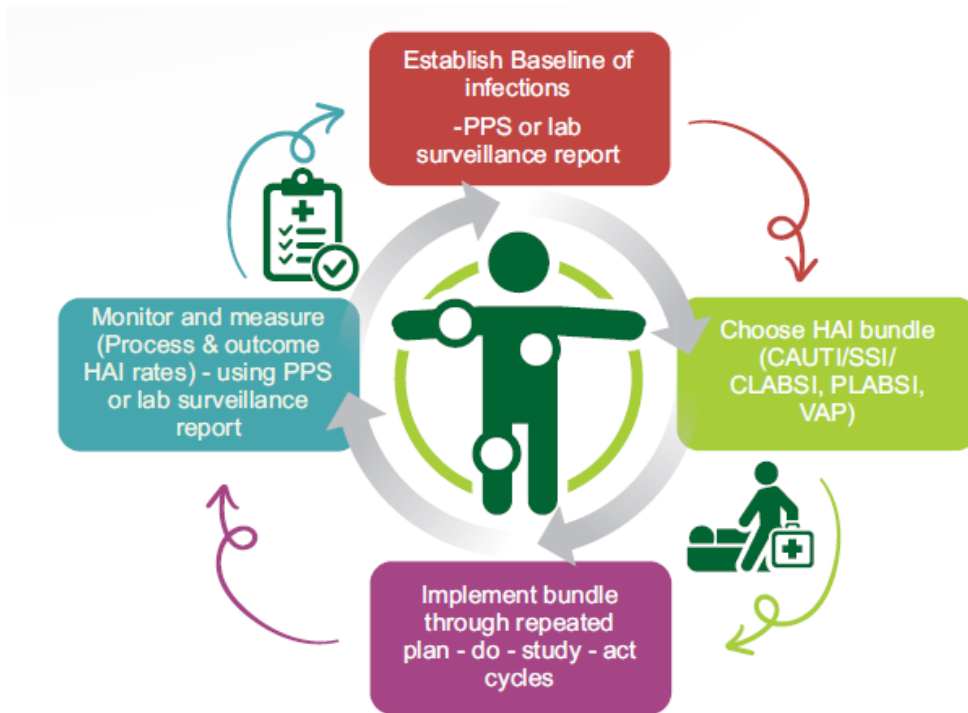 Establish Baseline of
infections
-PPS or lab
surveillance report
Choose HAI bundle
(CAUTI/SSI/
CLABSI, PLABSI,
VAP)
Implement bundle
through repeated
plan - do - study - act
cycles
Monitor and measure
(Process & outcome
HAI rates) - using PPS
or lab surveillance
report